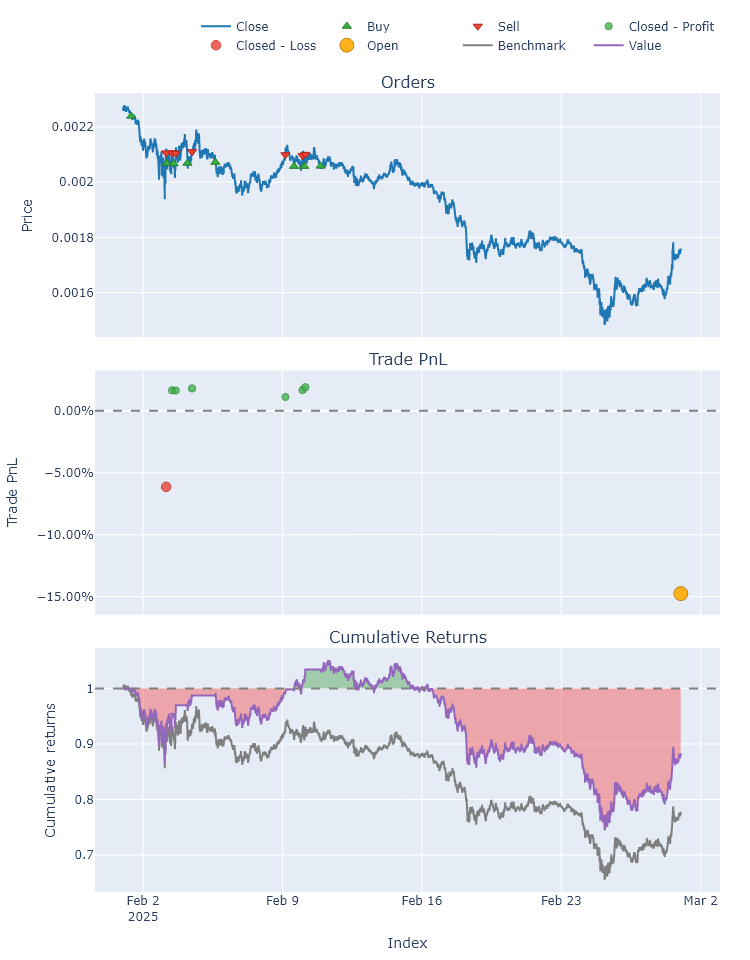 Close Buy Sell Closed - Profit
Closed - Loss Open Benchmark Value
Orders
0.0022
0.002
0.0018
0.0016
Price
Trade PnL
0.00%
−5.00%
−10.00%
−15.00%
Trade PnL
Cumulative Returns
1
0.9
0.8
0.7
Cumulative returns
Feb 2 Feb 9 Feb 16 Feb 23 Mar 2
2025
Index